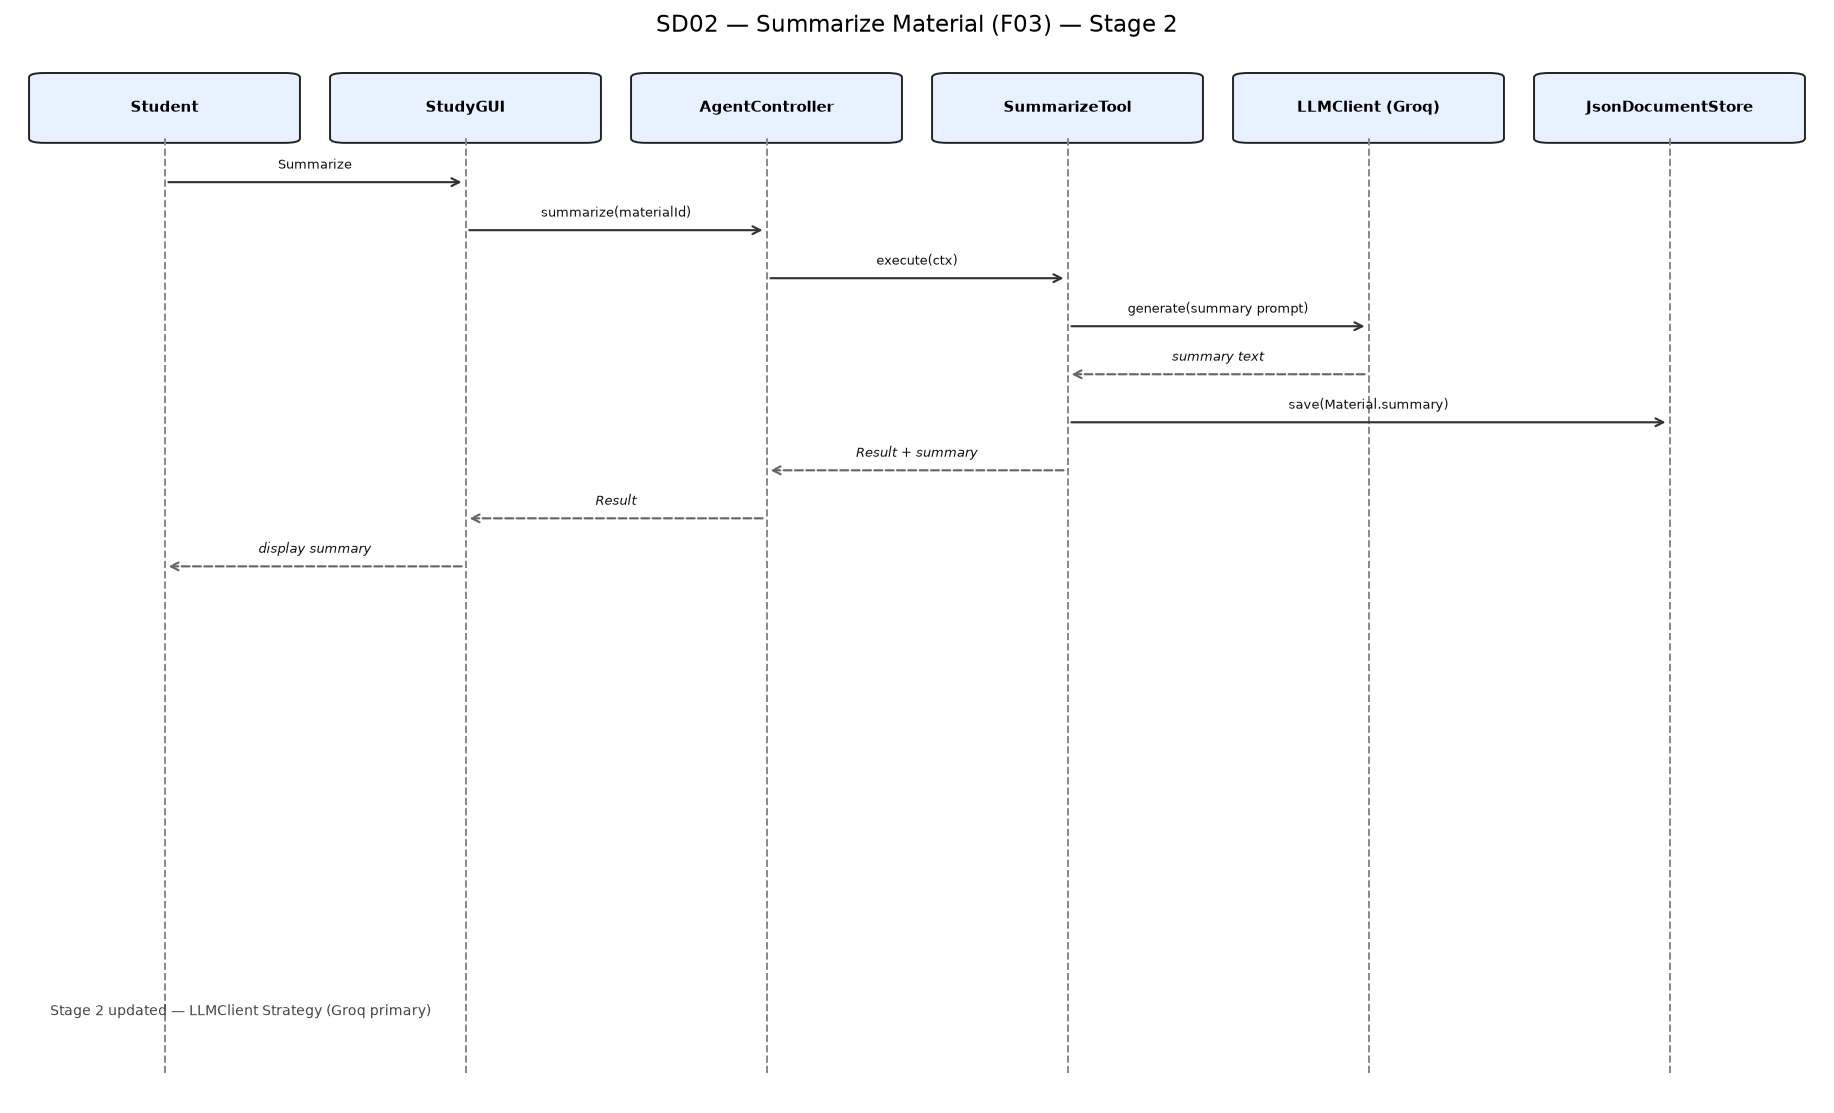 SD02 — Summarize Material (F03) — Stage 2
Student
StudyGUI
AgentController
SummarizeTool
LLMClient (Groq)
JsonDocumentStore
Summarize
summarize(materialId)
execute(ctx)
generate(summary prompt)
summary text
save(Material.summary)
Result + summary
Result
display summary
Stage 2 updated — LLMClient Strategy (Groq primary)